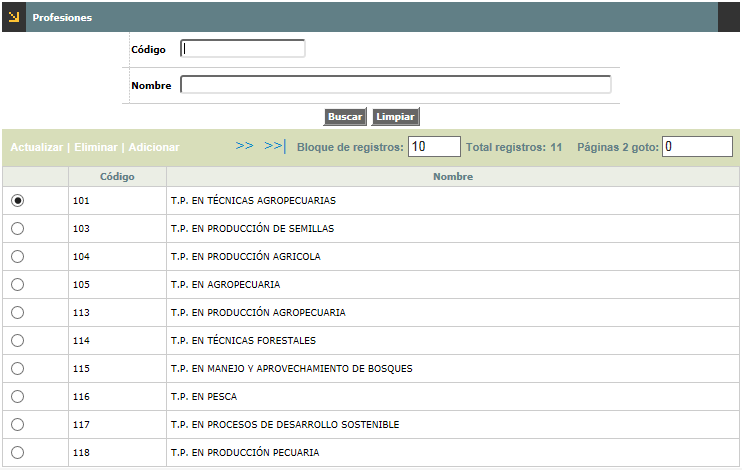 Profesiones
Código
Nombre
Buscar Limpiar
Actualizar | Eliminar | Adicionar >> >>| Bloque de registros: 10 Total registros: 11 Páginas 2 goto: 0
Código Nombre
101 T.P. EN TÉCNICAS AGROPECUARIAS
103 T.P. EN PRODUCCIÓN DE SEMILLAS
104 T.P. EN PRODUCCIÓN AGRICOLA
105 T.P. EN AGROPECUARIA
113 T.P. EN PRODUCCIÓN AGROPECUARIA
114 T.P. EN TÉCNICAS FORESTALES
115 T.P. EN MANEJO Y APROVECHAMIENTO DE BOSQUES
116 T.P. EN PESCA
117 T.P. EN PROCESOS DE DESARROLLO SOSTENIBLE
118 T.P. EN PRODUCCIÓN PECUARIA